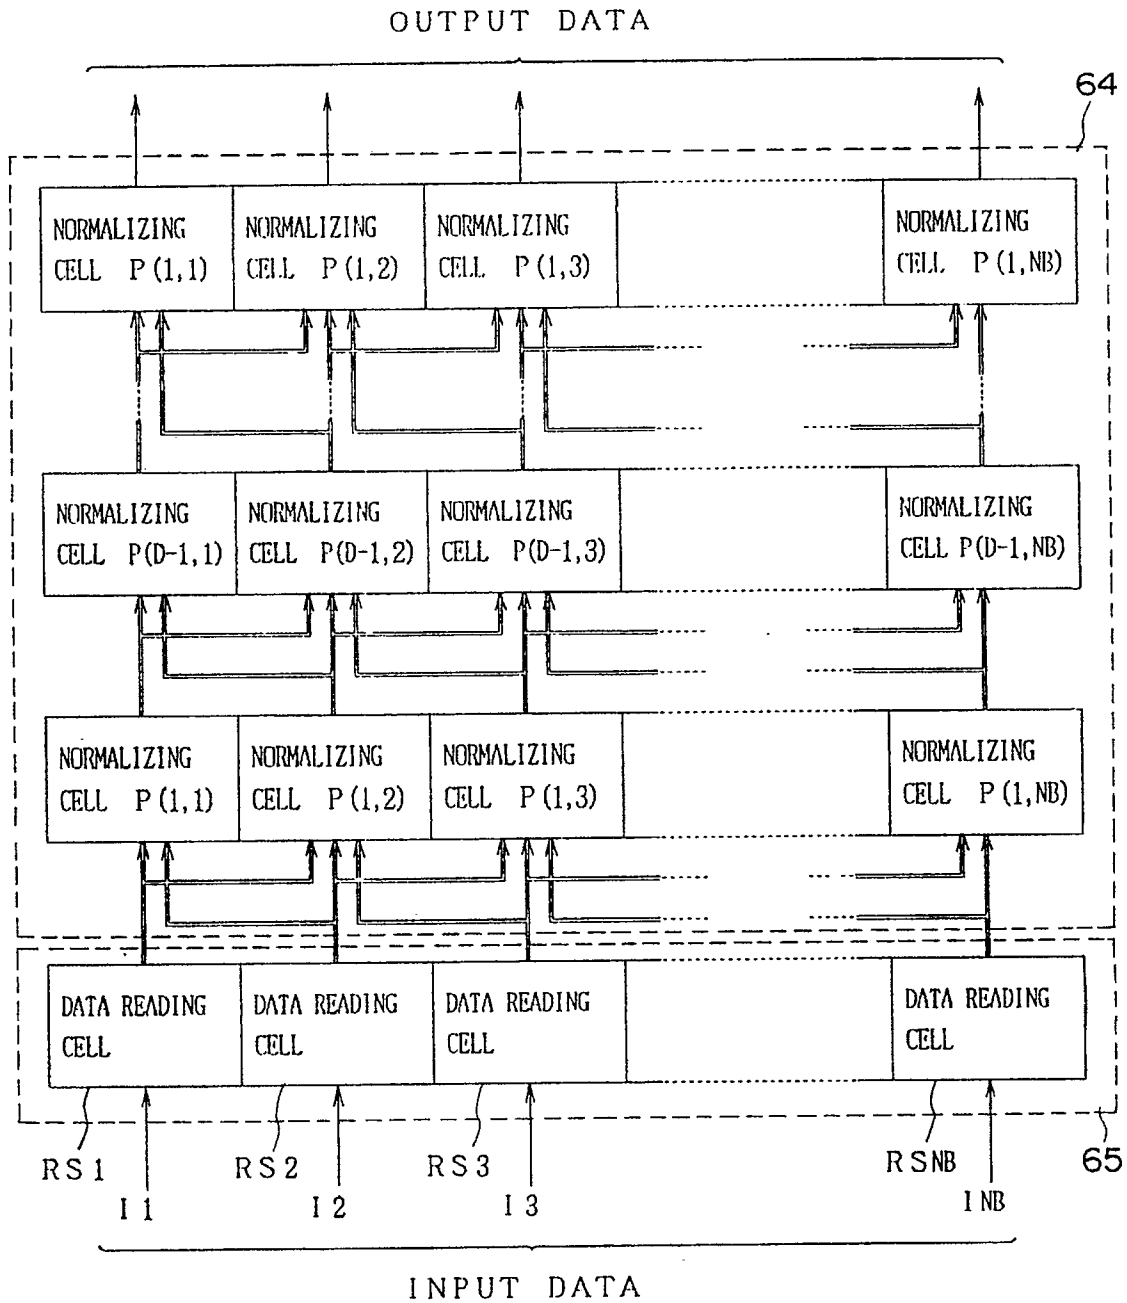 OUTPUT DATA
64
NORMALIZING CELL P(1,1)
NORMALIZING CELL P(1,2)
NORMALIZING CELL P(1,3)
NORMALIZING CELL P(1,NB)
NORMALIZING CELL P(D-1,1)
NORMALIZING CELL P(D-1,2)
NORMALIZING CELL P(D-1,3)
NORMALIZING CELL P(D-1,NB)
NORMALIZING CELL P(1,1)
NORMALIZING CELL P(1,2)
NORMALIZING CELL P(1,3)
NORMALIZING CELL P(1,NB)
DATA READING CELL
DATA READING CELL
DATA READING CELL
DATA READING CELL
RS1
RS2
RS3
RSNB
65
I1
I2
I3
INB
INPUT DATA